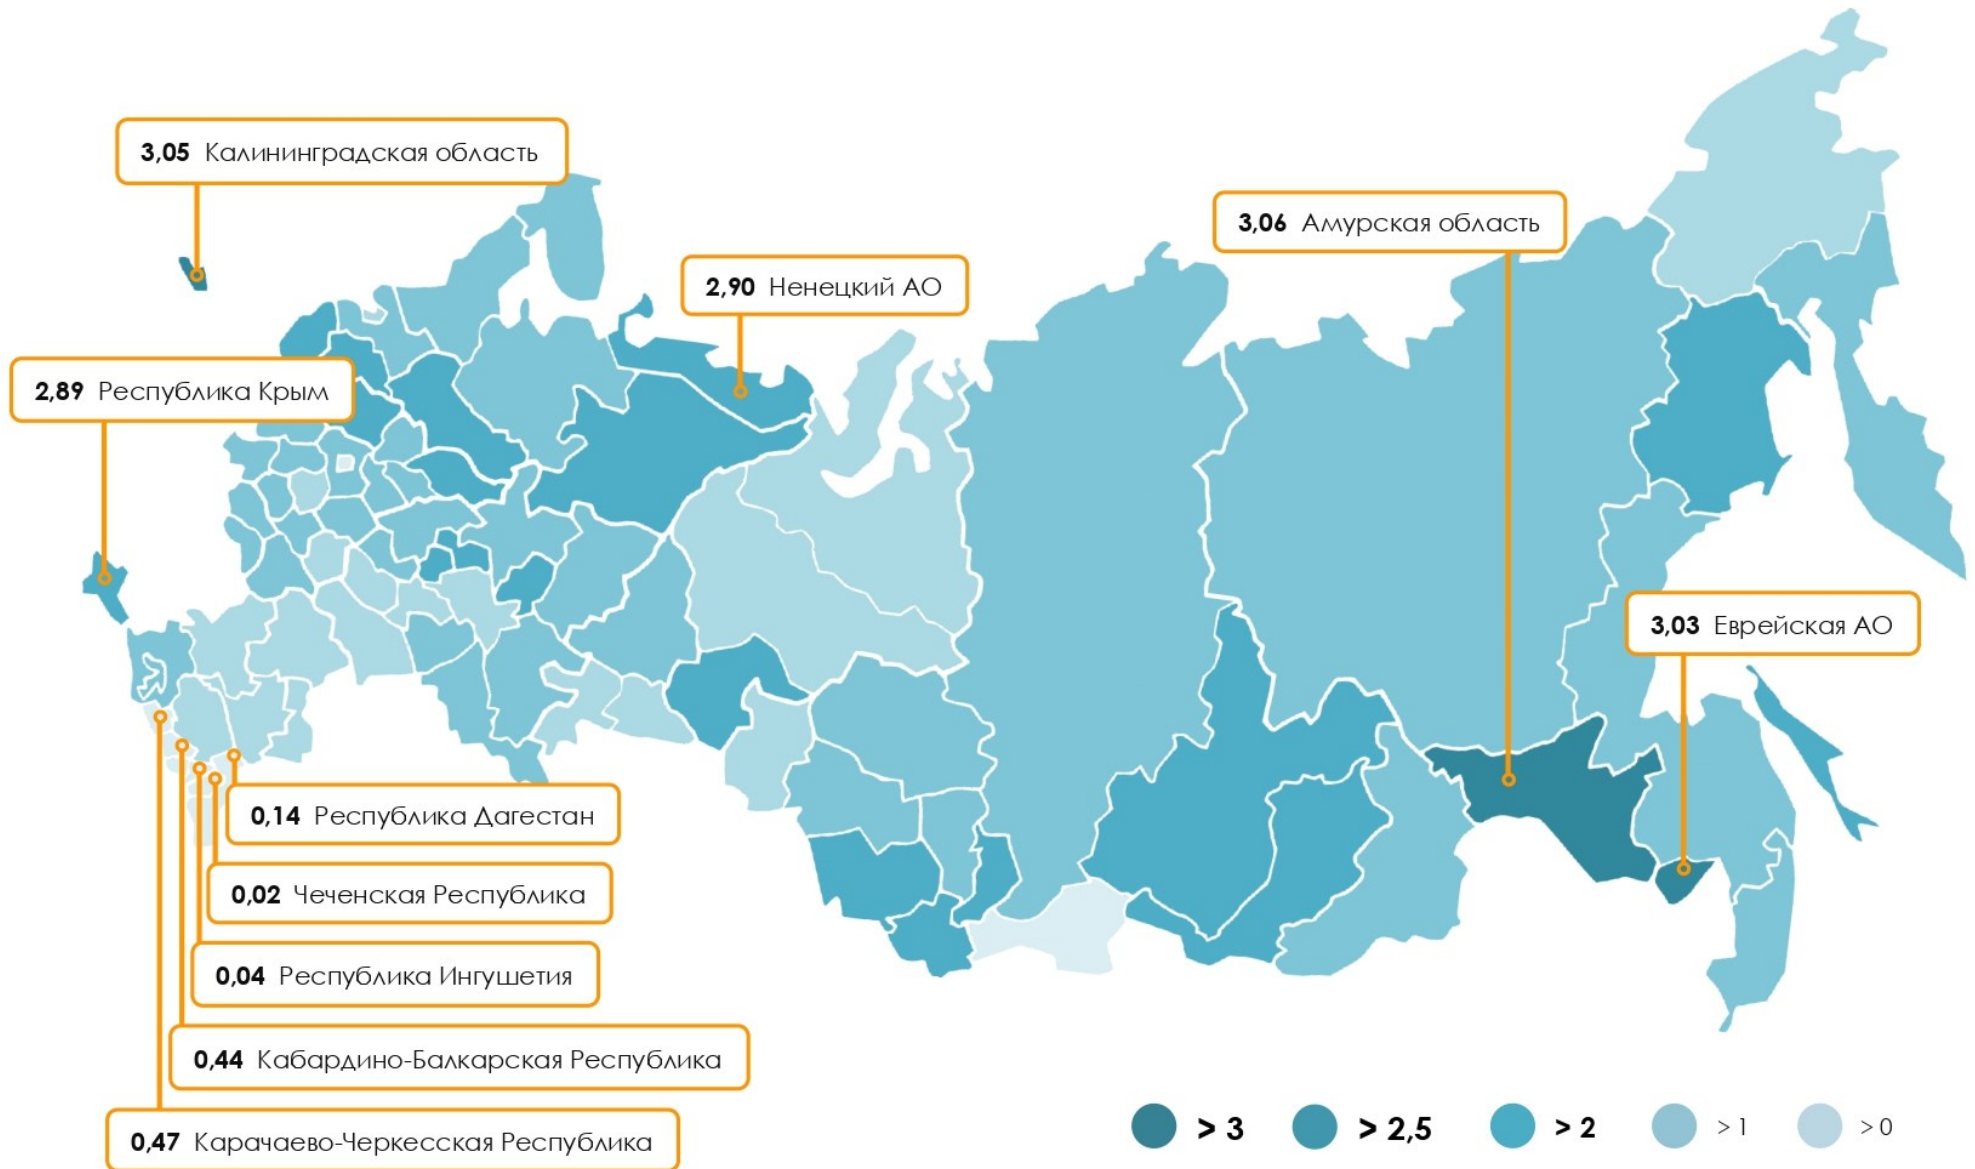 3,05 Калининградская область
3,06 Амурская область
2,90 Ненецкий АО
2,89 Республика Крым
3,03 Еврейская АО
0,14 Республика Дагестан
0,02 Чеченская Республика
0,04 Республика Ингушетия
0,44 Кабардино-Балкарская Республика
0,47 Карачаево-Черкесская Республика
> 3 > 2,5 > 2 > 1 > 0